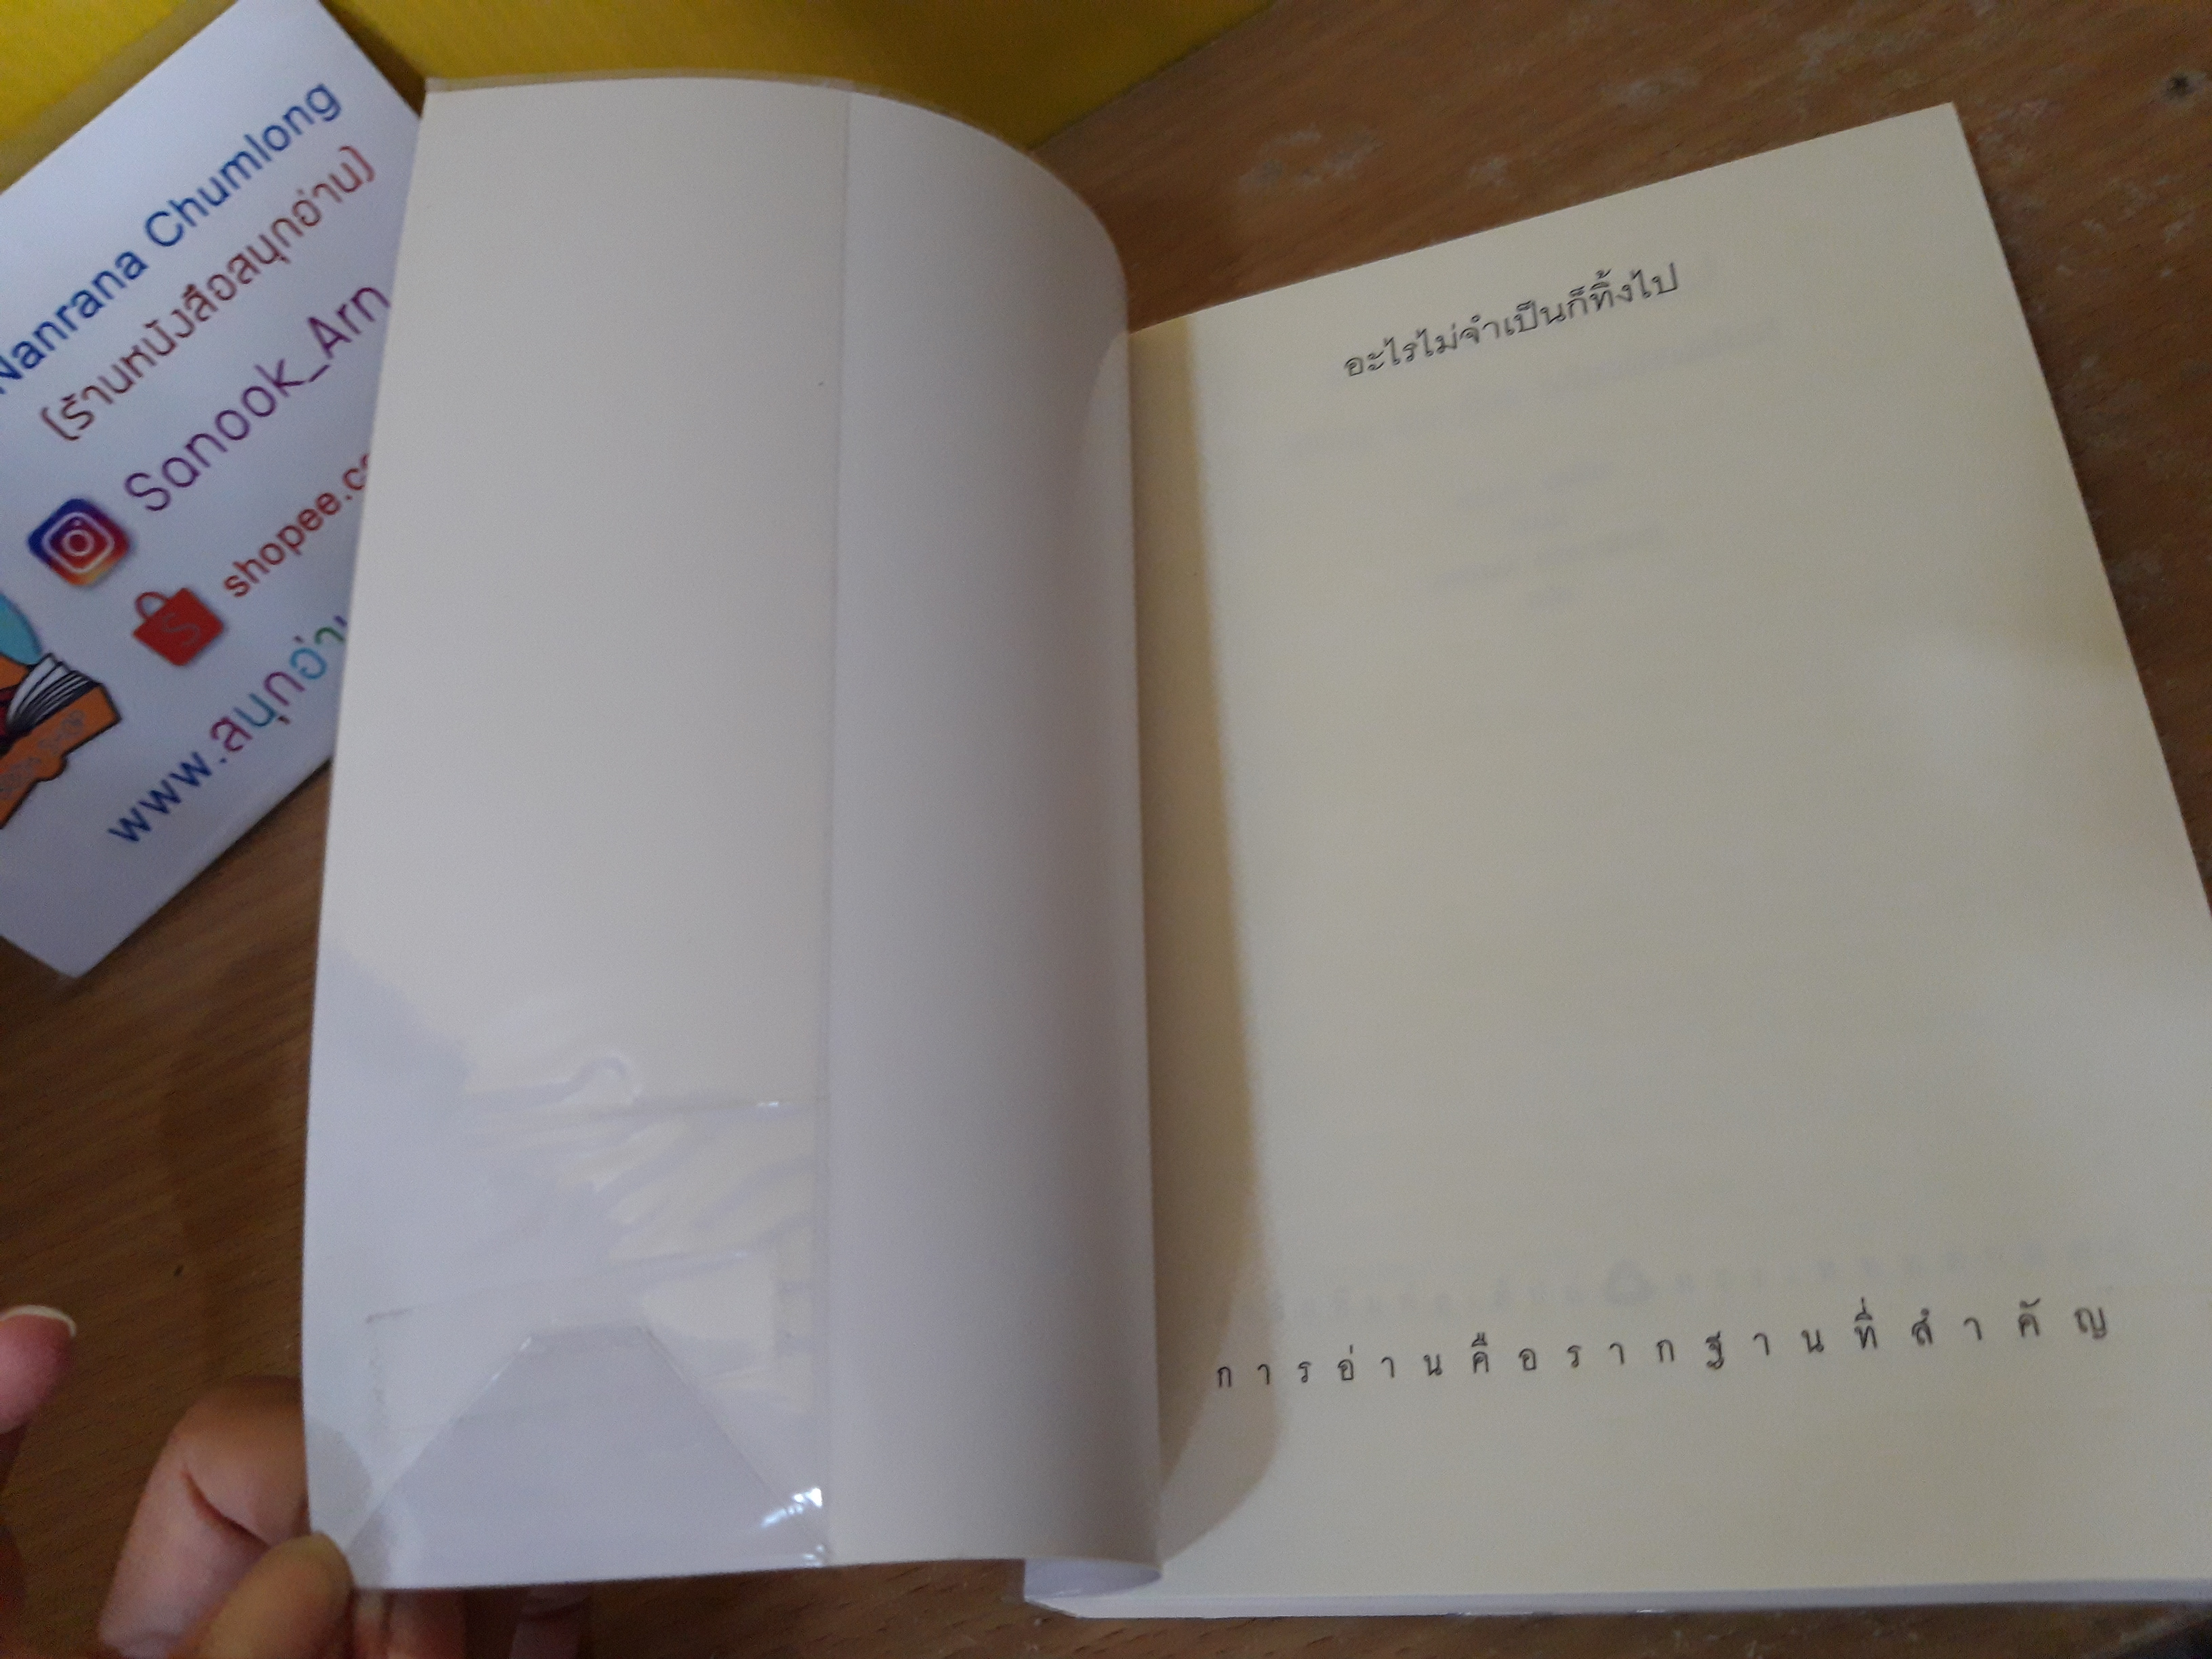 Nanrana Chumlong
(ร้านหนังสือสนุกอ่าน)
Sanook_Arn
shopee.c
www.สนุกอ่า
อะไรไม่จำเป็นก็ทิ้งไป
ก า ร อ่ า น คื อ ร า ก ฐ า น ที่ สำ คั ญ